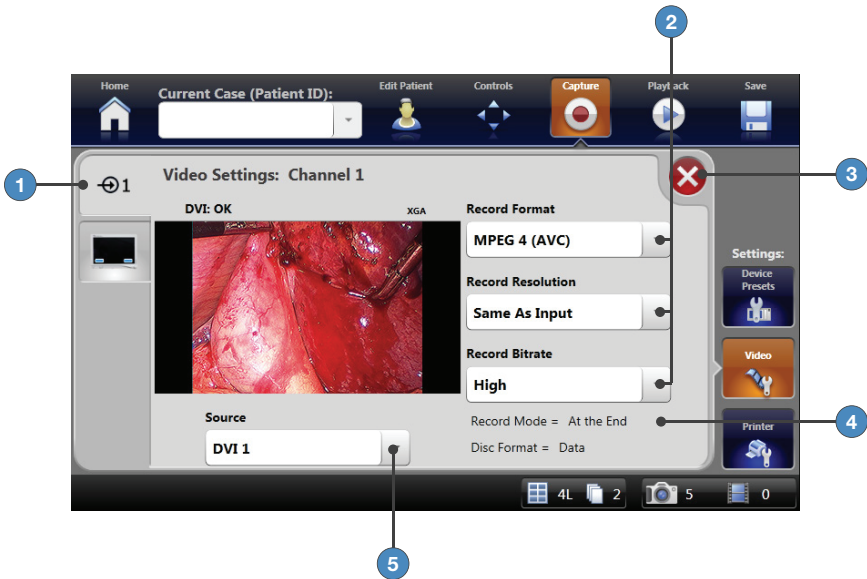 2
Home
Current Case (Patient ID):
Edit Patient
Controls
Capture
Playback
Save
1
1
Video Settings: Channel 1
3
DVI: OK
XGA
Record Format
MPEG 4 (AVC)
Settings:
Device
Presets
Record Resolution
Same As Input
Record Bitrate
Video
High
Source
Record Mode = At the End
4
Printer
DVI 1
Disc Format = Data
4L
2
5
0
5